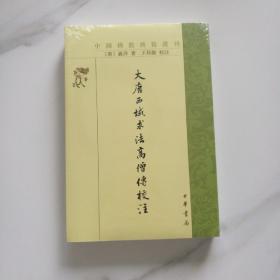 中國佛教典籍選刊
〔唐〕義淨 著 王邦維 校注
大唐西域求法高僧傳校注
中華書局